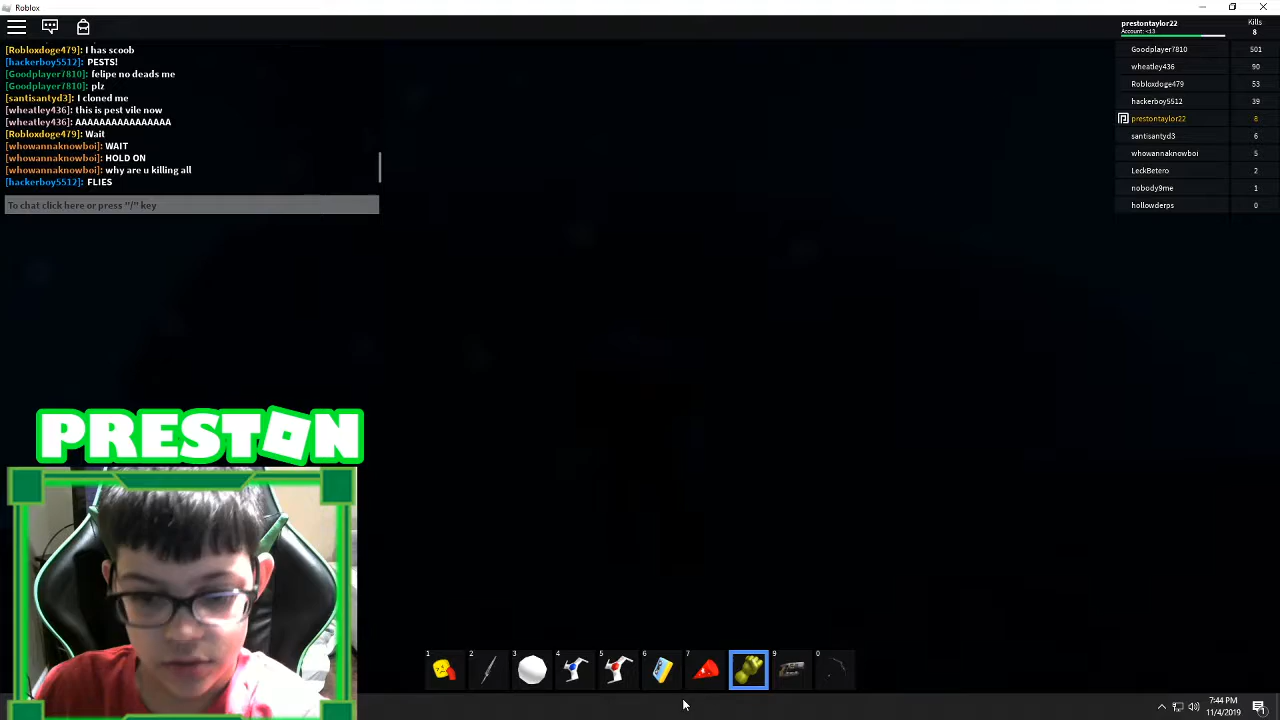 Roblox
[Robloxdoge479]: I has scoob
[hackerboy5512]: PESTS!
[Goodplayer7810]: felipe no deads me
[Goodplayer7810]: plz
[santisantyd3]: I cloned me
[wheatley436]: this is pest vile now
[wheatley436]: AAAAAAAAAAAAAAAA
[Robloxdoge479]: Wait
[whowannaknowboi]: WAIT
[whowannaknowboi]: HOLD ON
[whowannaknowboi]: why are u killing all
[hackerboy5512]: FLIES
To chat click here or press "/" key
prestontaylor22 Kills
Account: <13 8
Goodplayer7810 501
wheatley436 90
Robloxdoge479 53
hackerboy5512 39
prestontaylor22 8
santisantyd3 6
whowannaknowboi 5
LeckBetero 2
nobody9me 1
hollowderps 0
PRESTON
1 2 3 4 5 6 7 9 0
7:44 PM
11/4/2019